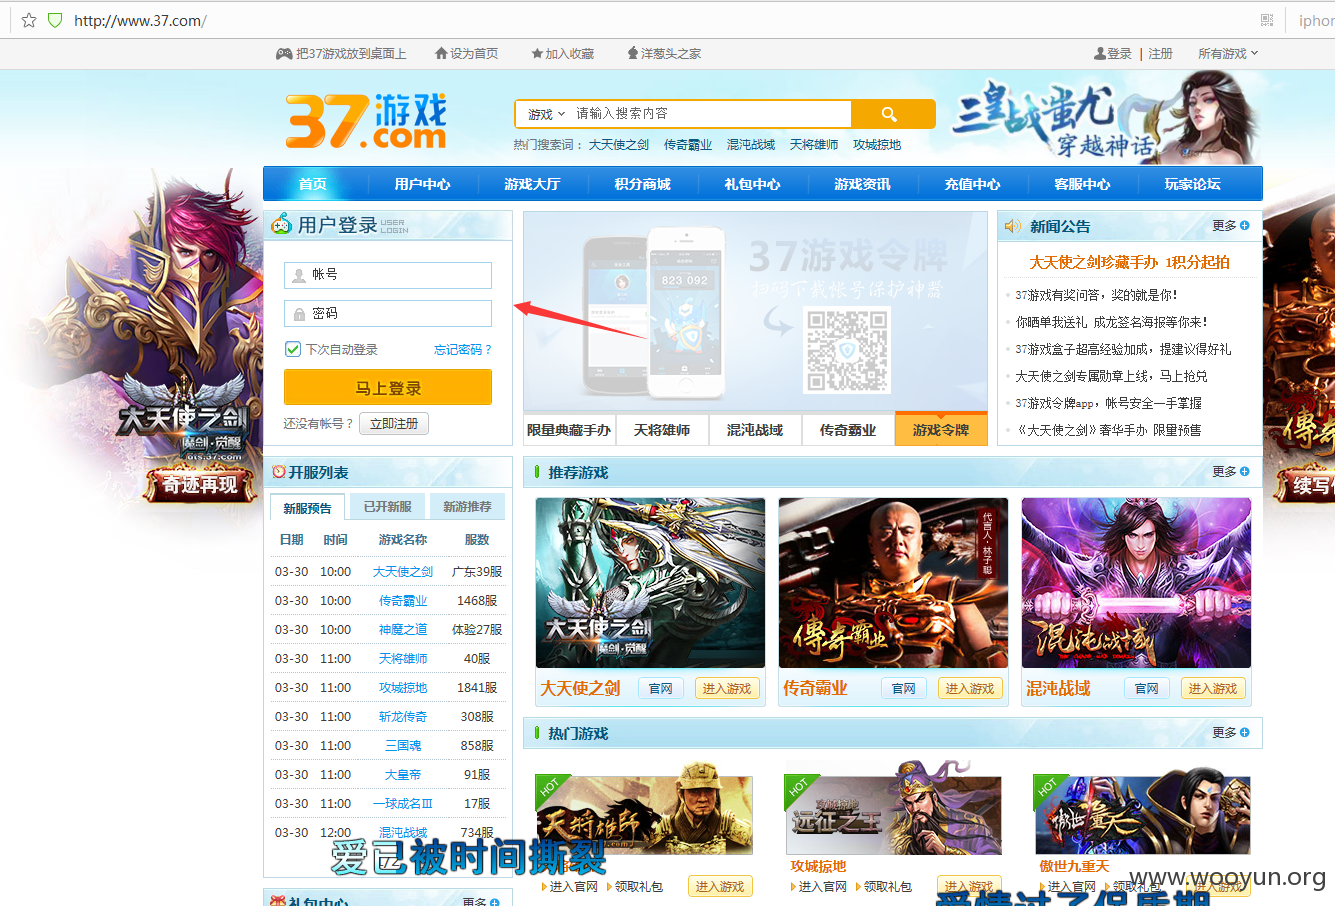 http://www.37.com/
iphor
把37游戏放到桌面上 设为首页 加入收藏 洋葱头之家 登录 | 注册 所有游戏
37游戏
.com
游戏 请输入搜索内容
热门搜索词： 大天使之剑 传奇霸业 混沌战域 天将雄师 攻城掠地
三皇战蚩尤
穿越神话
首页 用户中心 游戏大厅 积分商城 礼包中心 游戏资讯 充值中心 客服中心 玩家论坛
用户登录 USER LOGIN
帐号
密码
下次自动登录 忘记密码？
马上登录
还没有帐号？ 立即注册
823 092
37游戏令牌
扫码下载帐号保护神器
限量典藏手办 天将雄师 混沌战域 传奇霸业 游戏令牌
新闻公告 更多
大天使之剑珍藏手办 1积分起拍
37游戏有奖问答，奖的就是你！
你晒单我送礼 成龙签名海报等你来！
37游戏盒子超高经验加成，提建议得好礼
大天使之剑专属勋章上线，马上抢兑
37游戏令牌app，帐号安全一手掌握
《大天使之剑》奢华手办 限量预售
大天使之剑
魔剑·觉醒
dts.37.com
奇迹再现
传奇
续写
开服列表
新服预告 已开新服 新游推荐
日期 时间 游戏名称 服数
03-30 10:00 大天使之剑 广东39服
03-30 10:00 传奇霸业 1468服
03-30 10:00 神魔之道 体验27服
03-30 11:00 天将雄师 40服
03-30 11:00 攻城掠地 1841服
03-30 11:00 斩龙传奇 308服
03-30 11:00 三国魂 858服
03-30 11:00 大皇帝 91服
03-30 11:00 一球成名Ⅲ 17服
03-30 12:00 混沌战域 734服
推荐游戏 更多
大天使之剑
魔剑·觉醒
代言人·林子聪
傳奇霸业
混沌战域
大天使之剑 官网 进入游戏
传奇霸业 官网 进入游戏
混沌战域 官网 进入游戏
热门游戏 更多
HOT
天将雄師
37.com
HOT
攻城掠地
远征之王
HOT
傲世九重天
攻城掠地
傲世九重天
进入官网 领取礼包 进入游戏
进入官网 领取礼包 进入游戏
进入官网 领取礼包 进入游戏
爱已被时间撕裂
爱情过了保质期
礼包中心 更多
www.wooyun.org